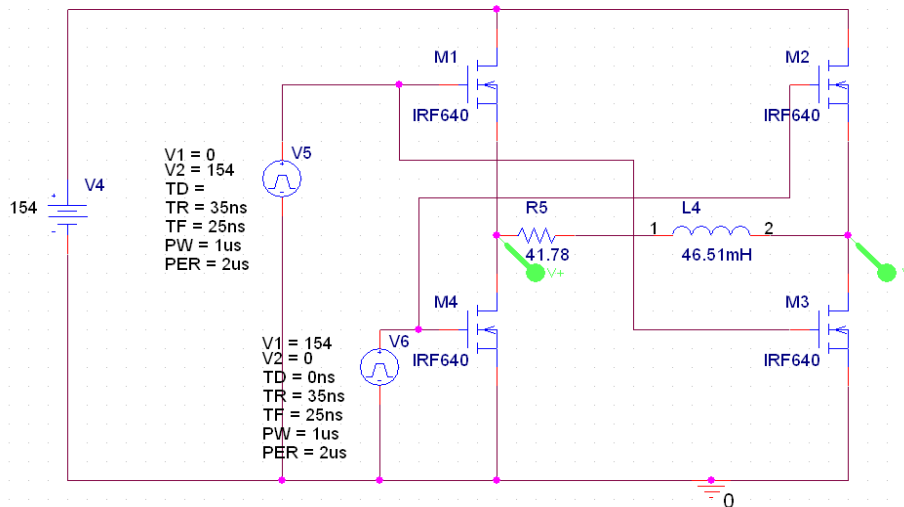 M1
M2
IRF640
IRF640
V5
V1 = 0
V2 = 154
TD =
TR = 35ns
TF = 25ns
PW = 1us
PER = 2us
V4
154
R5
L4
1
2
41.78
46.51mH
V+
M4
M3
V6
IRF640
IRF640
V1 = 154
V2 = 0
TD = 0ns
TR = 35ns
TF = 25ns
PW = 1us
PER = 2us
0